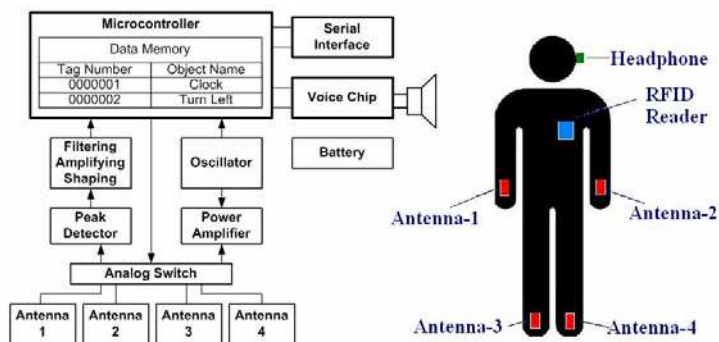 Microcontroller
Data Memory
Tag Number Object Name
0000001 Clock
0000002 Turn Left
Serial
Interface
Voice Chip
Battery
Filtering
Amplifying
Shaping
Oscillator
Peak
Detector
Power
Amplifier
Analog Switch
Antenna
1
Antenna
2
Antenna
3
Antenna
4
Headphone
RFID
Reader
Antenna-1
Antenna-2
Antenna-3
Antenna-4